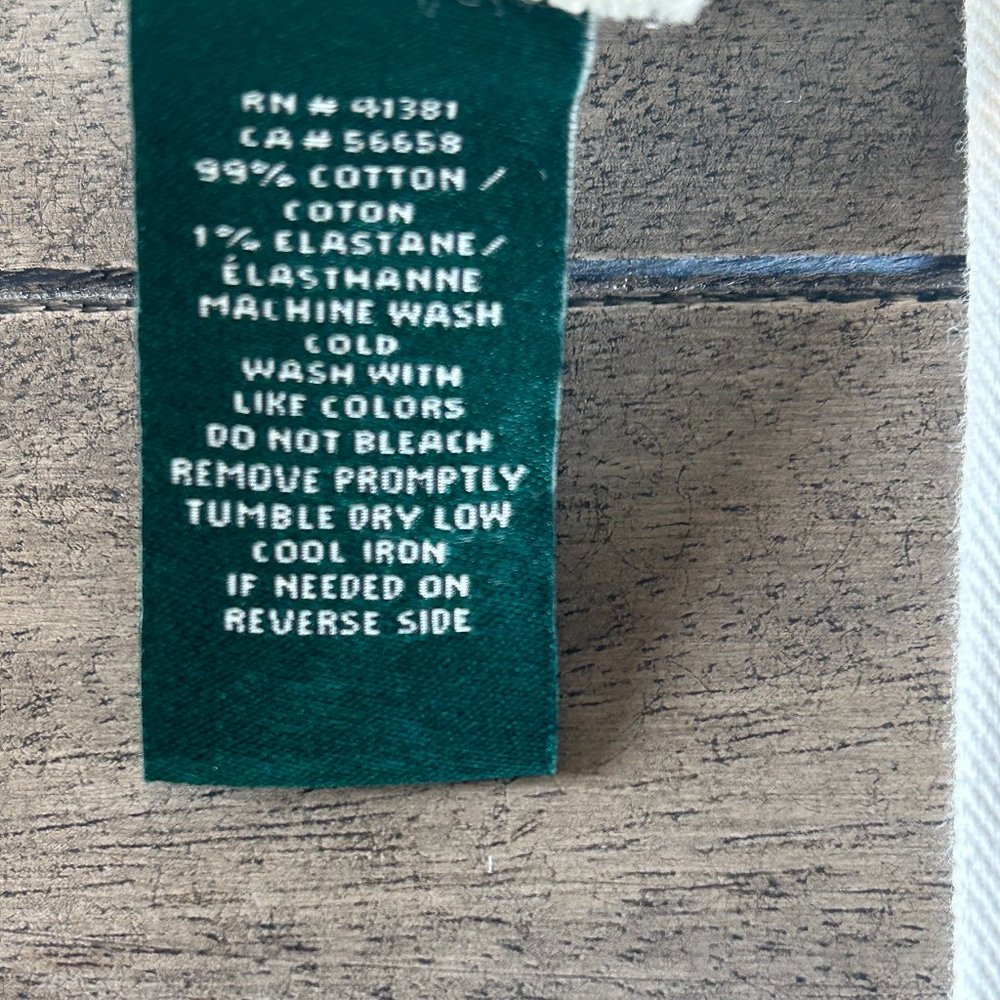 RN # 41381
CA # 56658
99% COTTON /
COTON
1% ELASTANE/
ÉLASTHANNE
MACHINE WASH
COLD
WASH WITH
LIKE COLORS
DO NOT BLEACH
REMOVE PROMPTLY
TUMBLE DRY LOW
COOL IRON
IF NEEDED ON
REVERSE SIDE